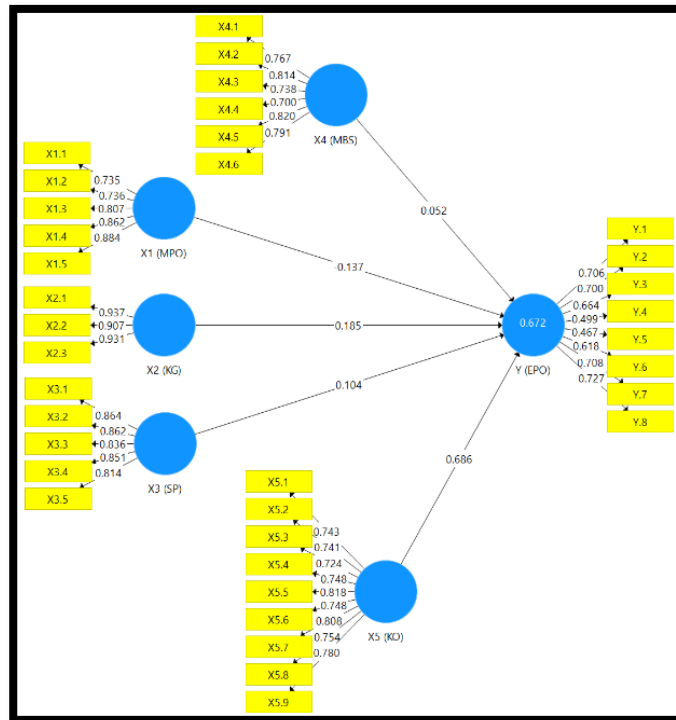 X4.1
X4.2
X4.3
X4.4
X4.5
X4.6
0.767
0.814
0.738
0.700
0.820
0.791
X4 (MBS)
0.052
X1.1
X1.2
X1.3
X1.4
X1.5
0.735
0.736
0.807
0.862
0.884
X1 (MPO)
-0.137
X2.1
X2.2
X2.3
0.937
0.907
0.931
X2 (KG)
0.185
X3.1
X3.2
X3.3
X3.4
X3.5
0.864
0.862
0.836
0.851
0.814
X3 (SP)
0.104
X5.1
X5.2
X5.3
X5.4
X5.5
X5.6
X5.7
X5.8
X5.9
0.743
0.741
0.724
0.748
0.818
0.748
0.808
0.754
0.780
X5 (KO)
0.686
0.672
Y (EPO)
0.706
0.700
0.664
0.499
0.467
0.618
0.708
0.727
Y.1
Y.2
Y.3
Y.4
Y.5
Y.6
Y.7
Y.8